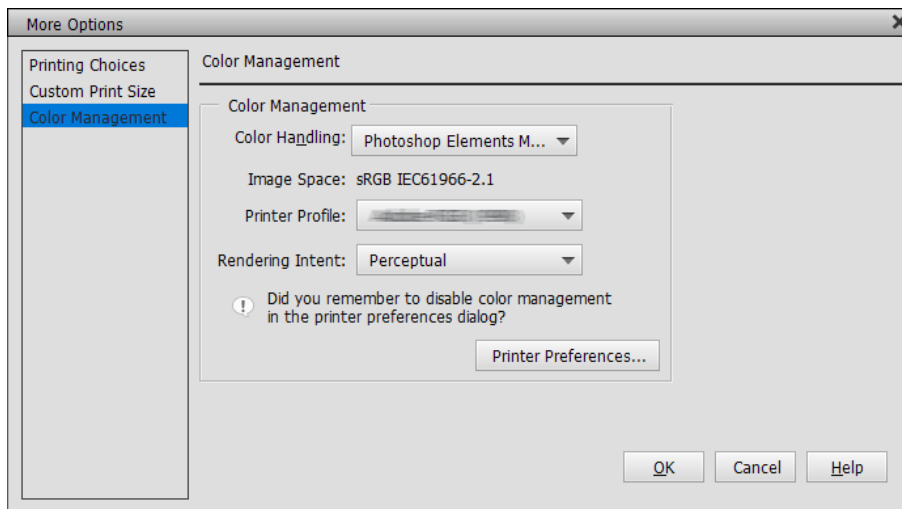 More Options
Printing Choices
Custom Print Size
Color Management
Color Management
Color Management
Color Handling: Photoshop Elements M...
Image Space: sRGB IEC61966-2.1
Printer Profile:
Rendering Intent: Perceptual
Did you remember to disable color management
in the printer preferences dialog?
Printer Preferences...
OK Cancel Help